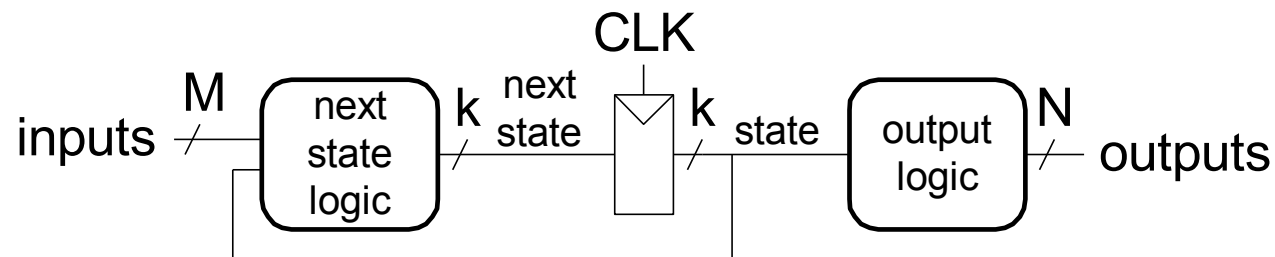 CLK
inputs
M
next
state
logic
k
next
state
k
state
output
logic
N
outputs